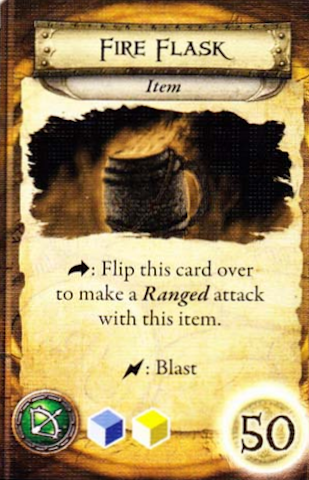 FIRE FLASK
Item
: Flip this card over
to make a Ranged attack
with this item.
: Blast
50